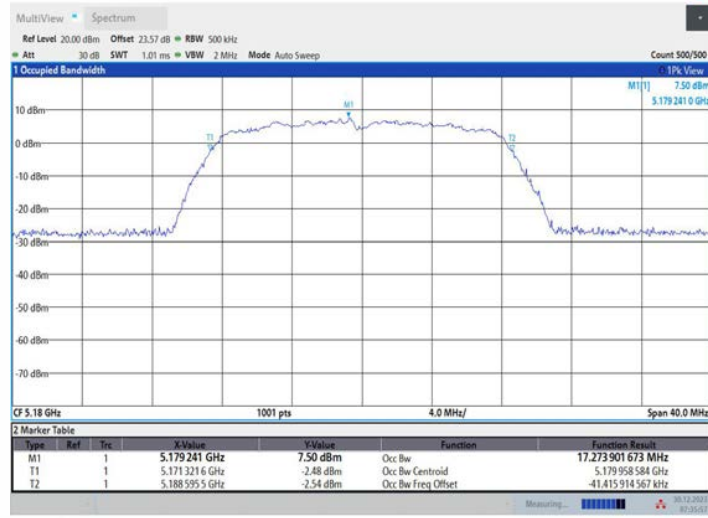 MultiView Spectrum
Ref Level 20.00 dBm Offset 23.57 dB RBW 500 kHz
Att 30 dB SWT 1.01 ms VBW 2 MHz Mode Auto Sweep Count 500/500
1 Occupied Bandwidth 1Pk View
M1[1] 7.50 dBm
5.179 241 0 GHz
M1
10 dBm
T1 T2
0 dBm
-10 dBm
-20 dBm
-30 dBm
-40 dBm
-50 dBm
-60 dBm
-70 dBm
CF 5.18 GHz 1001 pts 4.0 MHz/ Span 40.0 MHz
2 Marker Table
Type Ref Trc X-Value Y-Value Function Function Result
M1 1 5.179 241 GHz 7.50 dBm Occ Bw 17.273 901 673 MHz
T1 1 5.171 321 6 GHz -2.48 dBm Occ Bw Centroid 5.179 958 584 GHz
T2 1 5.188 595 5 GHz -2.54 dBm Occ Bw Freq Offset -41.415 914 567 kHz
Measuring... 30.12.2023